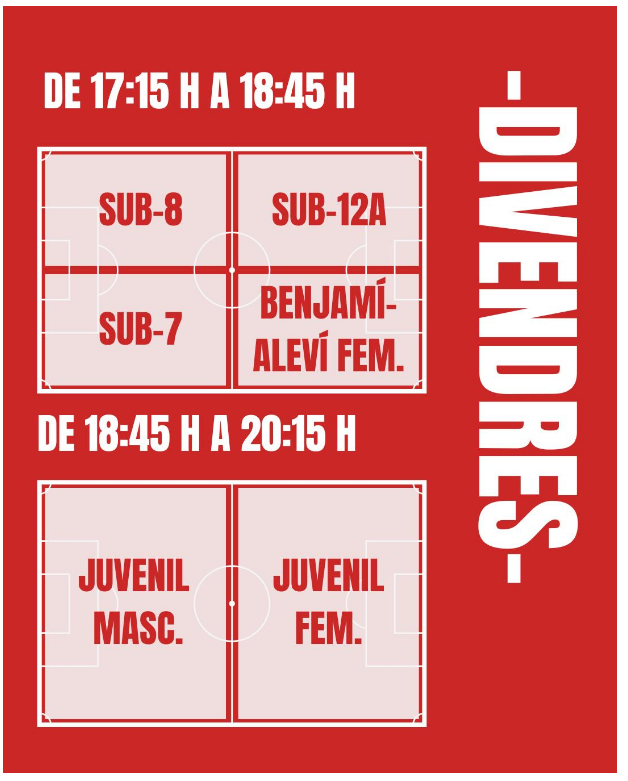 DE 17:15 H A 18:45 H
SUB-8
SUB-12A
SUB-7
BENJAMÍ-
ALEVÍ FEM.
DE 18:45 H A 20:15 H
JUVENIL
MASC.
JUVENIL
FEM.
-DIVENDRES-